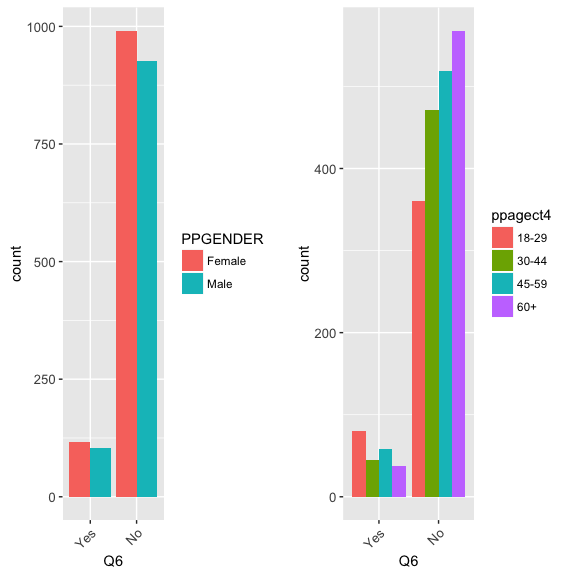 count
1000
750
500
250
0
Yes
No
Q6
PPGENDER
Female
Male
count
400
200
0
Yes
No
Q6
ppagect4
18-29
30-44
45-59
60+